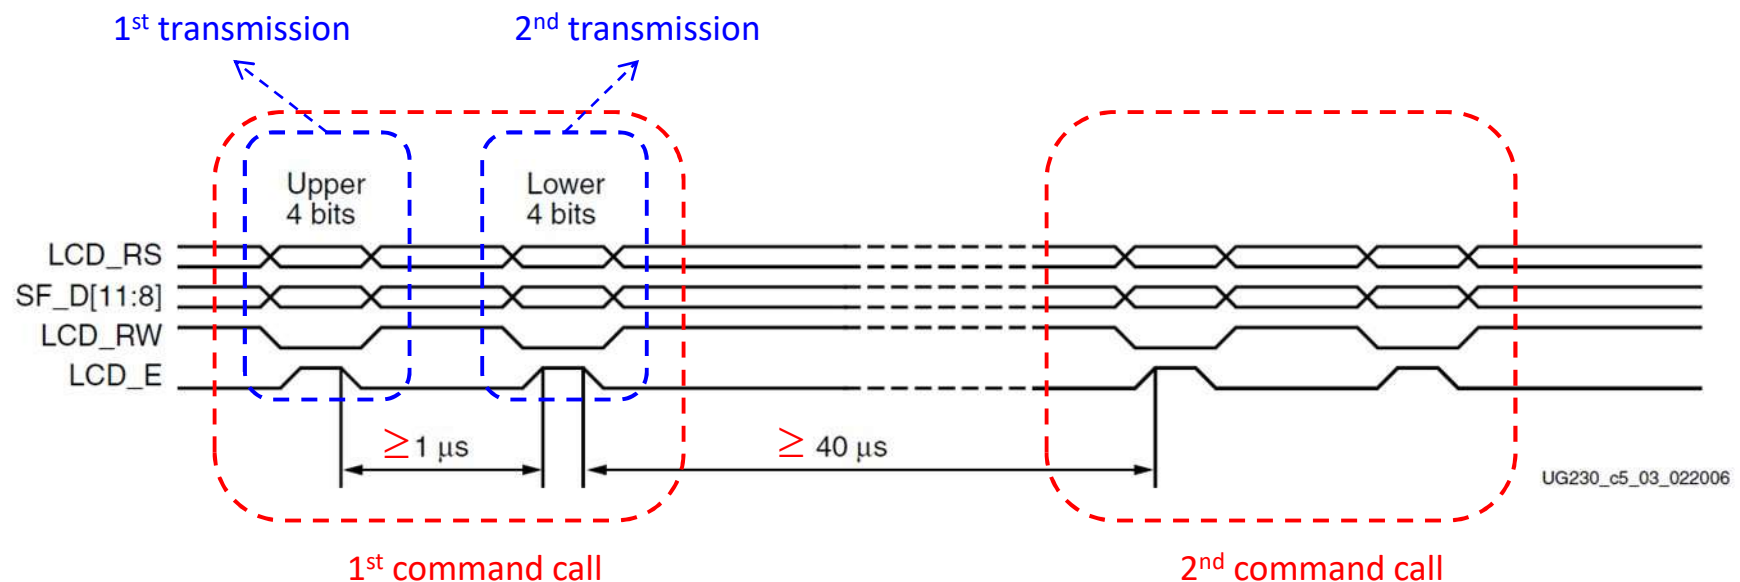 1st transmission
2nd transmission
Upper
4 bits
Lower
4 bits
LCD_RS
SF_D[11:8]
LCD_RW
LCD_E
≥1 μs
≥ 40 μs
UG230_c5_03_022006
1st command call
2nd command call